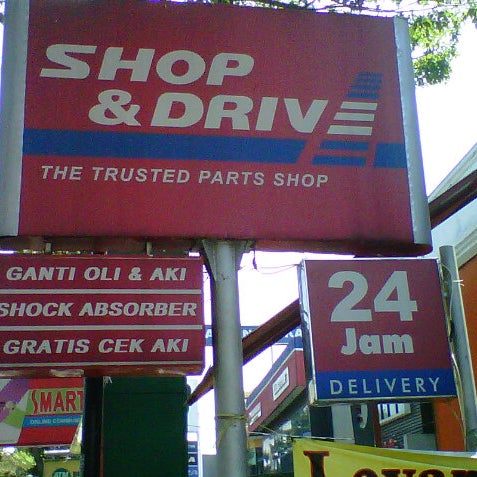 SHOP
& DRIVE
THE TRUSTED PARTS SHOP
GANTI OLI & AKI
SHOCK ABSORBER
GRATIS CEK AKI
24
Jam
DELIVERY
SMART